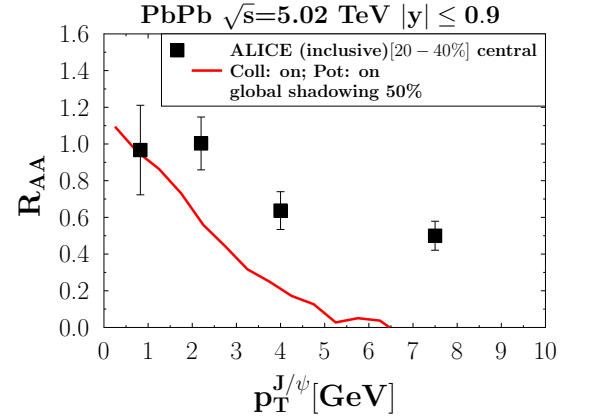 PbPb √s=5.02 TeV |y| ≤ 0.9
ALICE (inclusive)[20 − 40%] central
Coll: on; Pot: on
global shadowing 50%
R_AA
1.6
1.4
1.2
1.0
0.8
0.6
0.4
0.2
0.0
0 1 2 3 4 5 6 7 8 9 10
p_T^{J/ψ}[GeV]